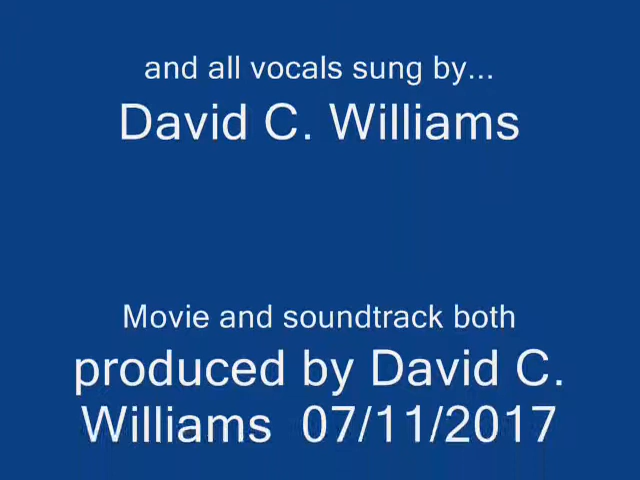 and all vocals sung by...
David C. Williams
Movie and soundtrack both
produced by David C.
Williams  07/11/2017